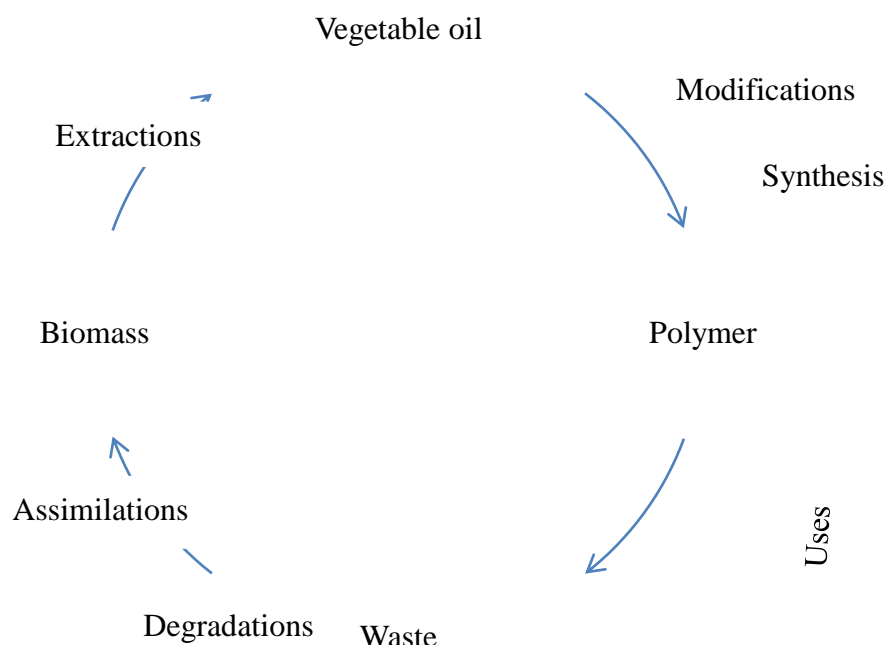 Vegetable oil
Modifications
Extractions
Synthesis
Biomass
Polymer
Assimilations
Uses
Degradations
Waste